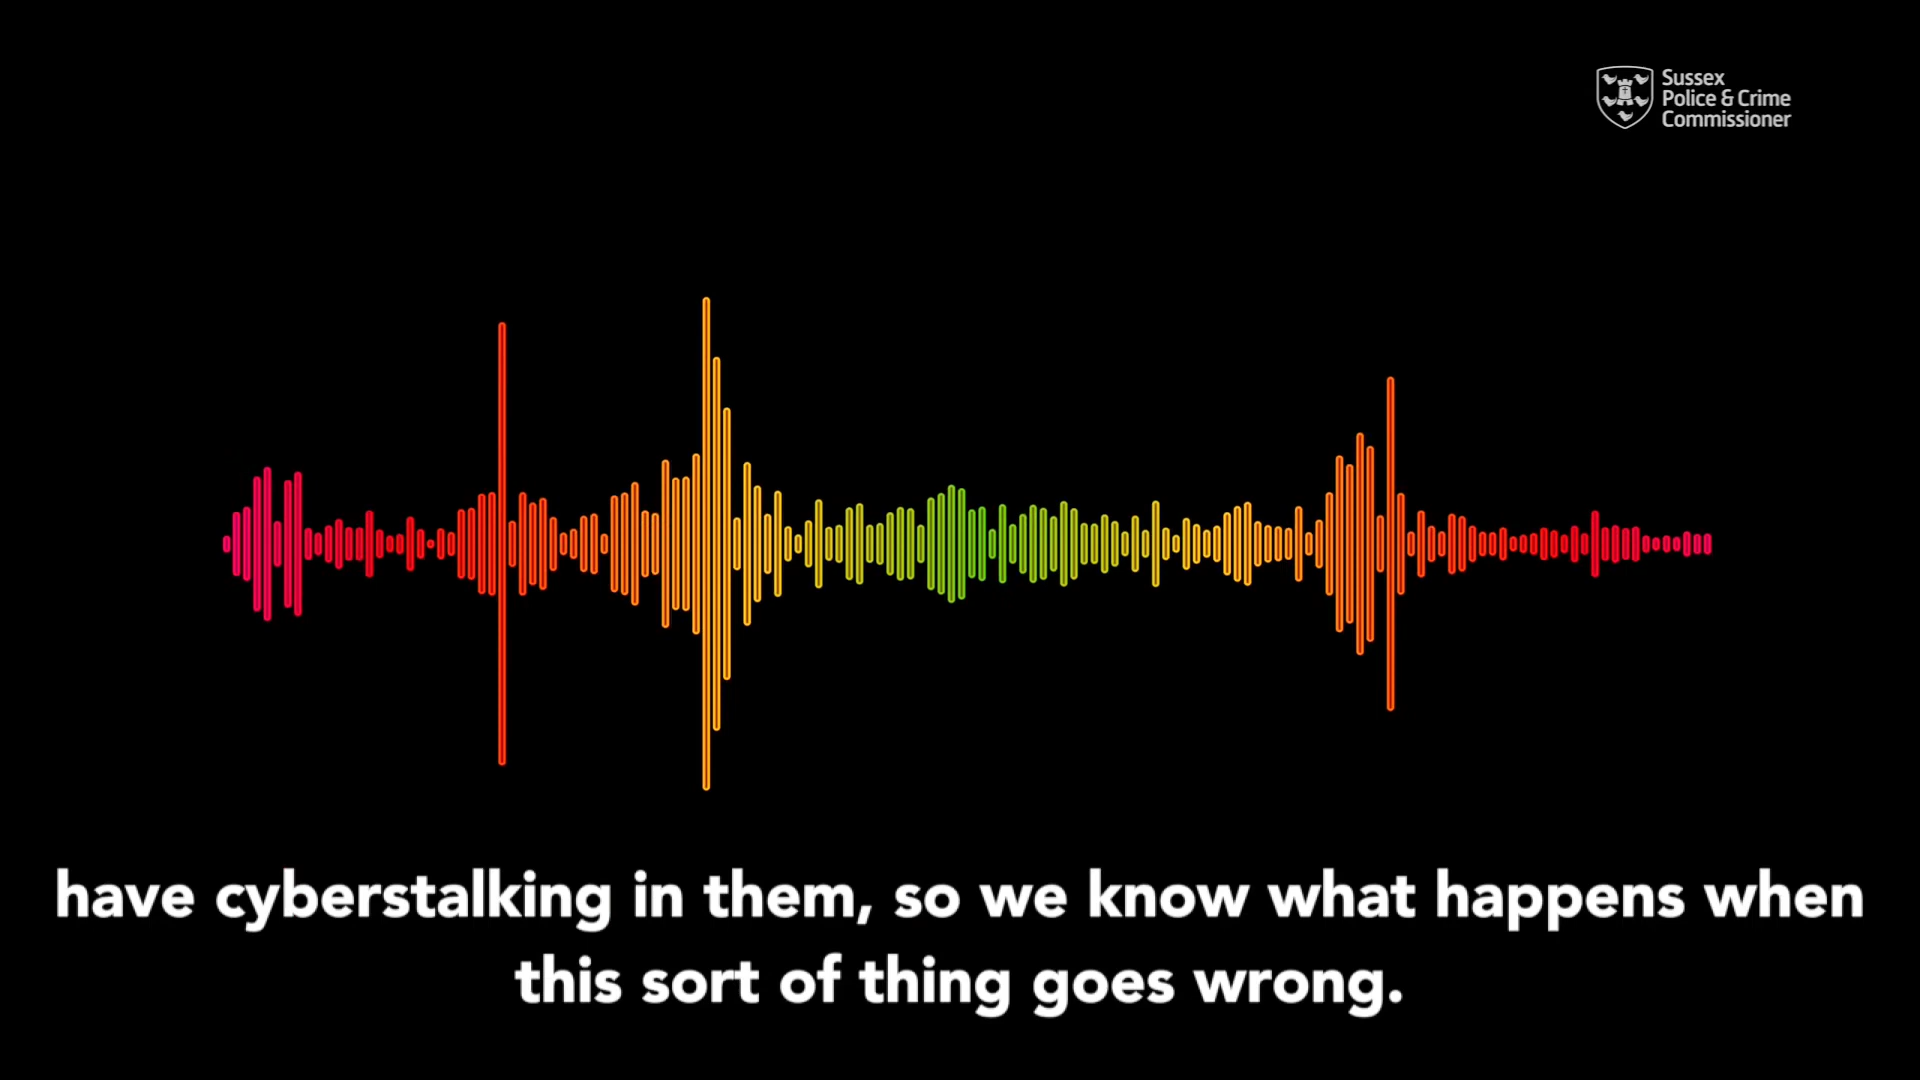 Sussex
Police & Crime
Commissioner
have cyberstalking in them, so we know what happens when
this sort of thing goes wrong.